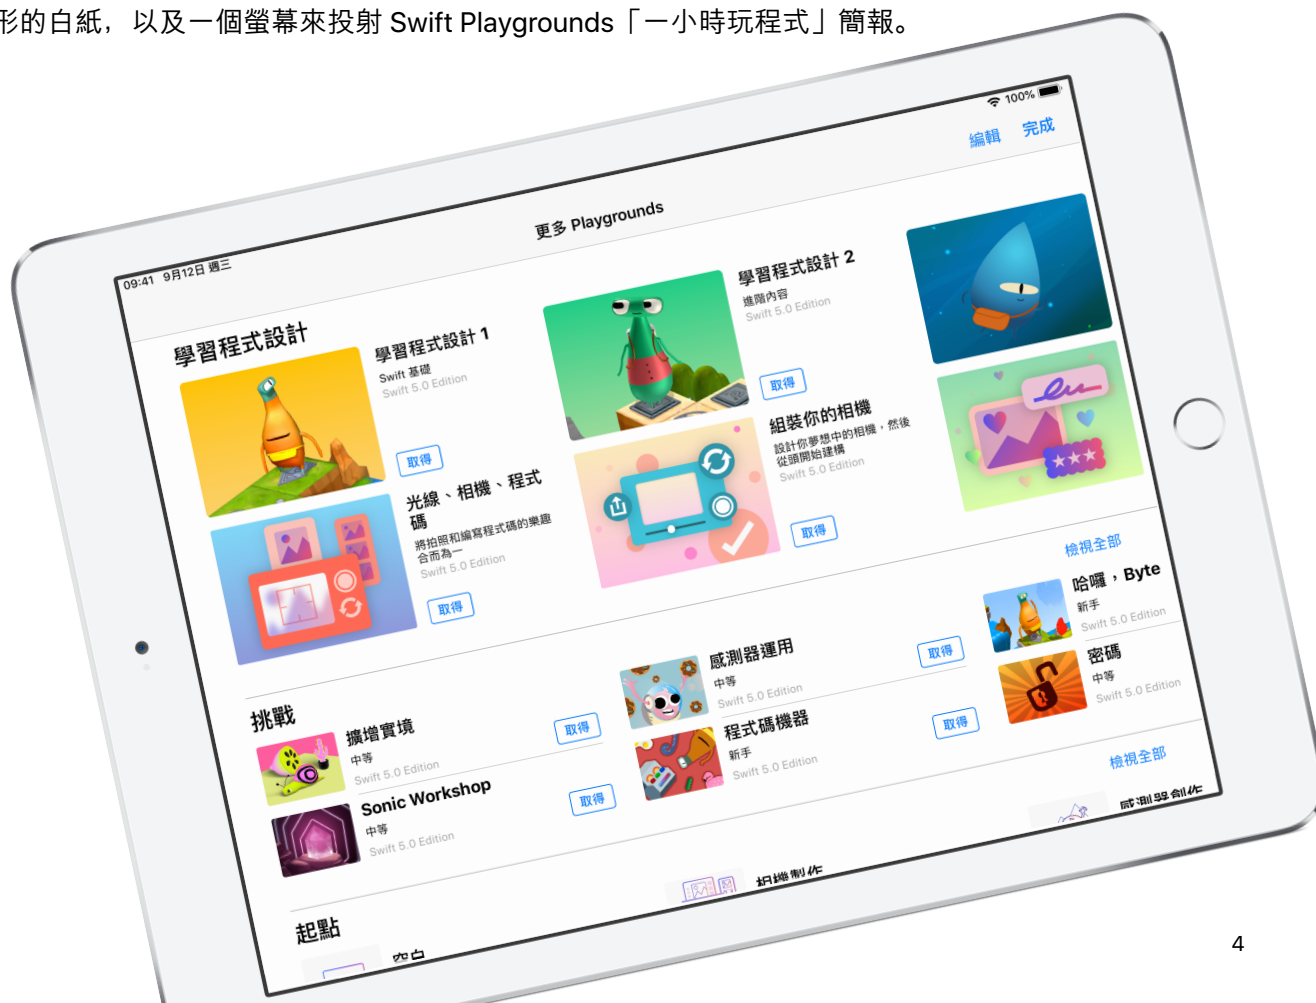 形的白紙，以及一個螢幕來投射 Swift Playgrounds「一小時玩程式」簡報。
09:41 9月12日 週三
100%
編輯 完成
更多 Playgrounds
學習程式設計
學習程式設計 1
Swift 基礎
Swift 5.0 Edition
取得
學習程式設計 2
進階內容
Swift 5.0 Edition
取得
光線、相機、程式
碼
將拍照和編寫程式碼的樂趣
合而為一
Swift 5.0 Edition
取得
組裝你的相機
設計你夢想中的相機，然後
從頭開始建構
Swift 5.0 Edition
取得
挑戰
檢視全部
擴增實境
中等
Swift 5.0 Edition
取得
Sonic Workshop
中等
Swift 5.0 Edition
取得
感測器運用
中等
Swift 5.0 Edition
取得
程式碼機器
新手
Swift 5.0 Edition
取得
哈囉，Byte
新手
Swift 5.0 Edition
密碼
中等
Swift 5.0 Edition
起點
檢視全部
空白
相機製作
感測器創作
4